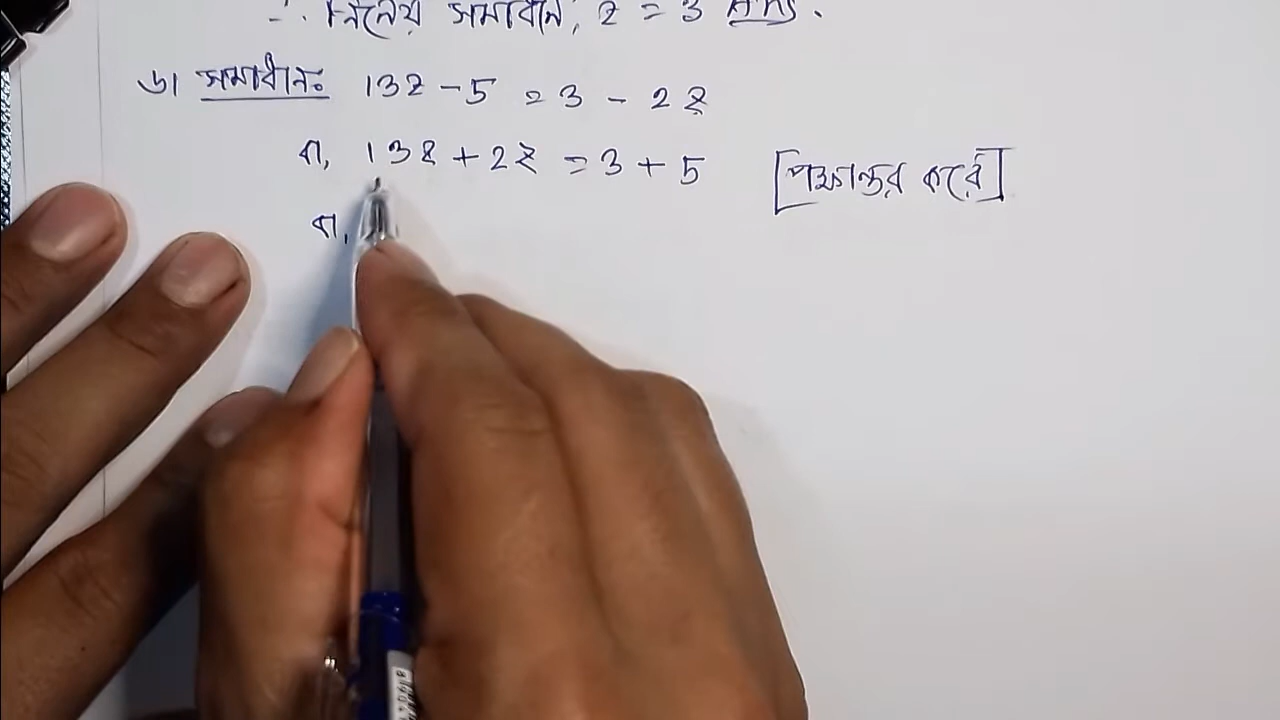 ∴ নির্ণেয় সমাধান, z = 3 Ans.
৬। সমাধানঃ 13z - 5 = 3 - 2z
বা, 13z + 2z = 3 + 5 [পক্ষান্তর করে]
বা,